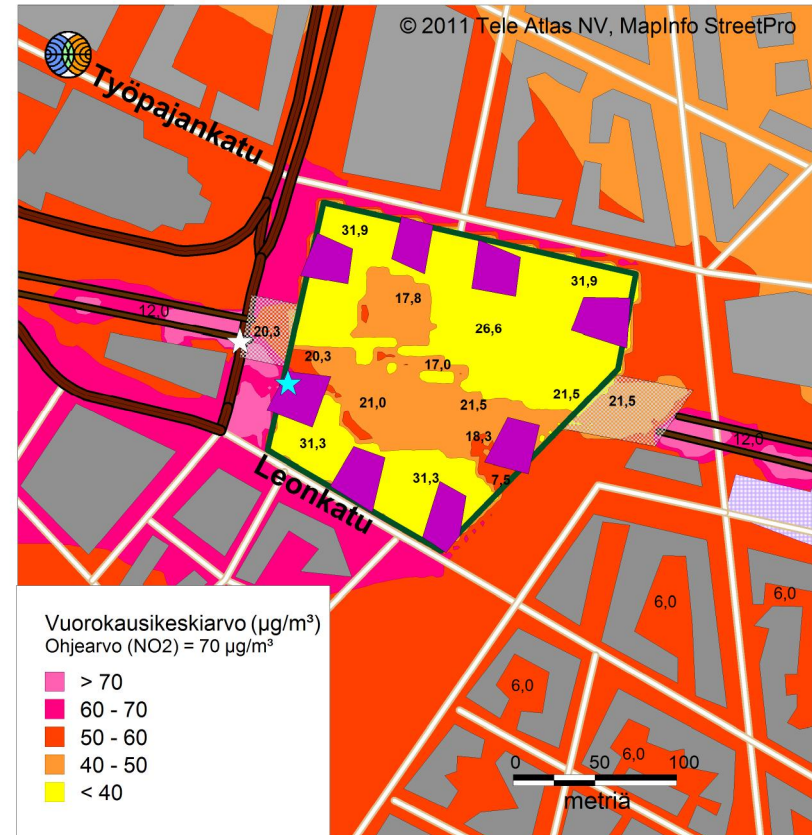 © 2011 Tele Atlas NV, MapInfo StreetPro
Työpajankatu
31,9
31,9
17,8
12,0
20,3
26,6
20,3
17,0
21,0
21,5
21,5
21,5
31,3
18,3
12,0
31,3
7,5
Leonkatu
6,0
6,0
6,0
6,0
Vuorokausikeskiarvo (µg/m³)
Ohjearvo (NO2) = 70 µg/m³
> 70
60 - 70
50 - 60
40 - 50
< 40
0 50 100
metriä